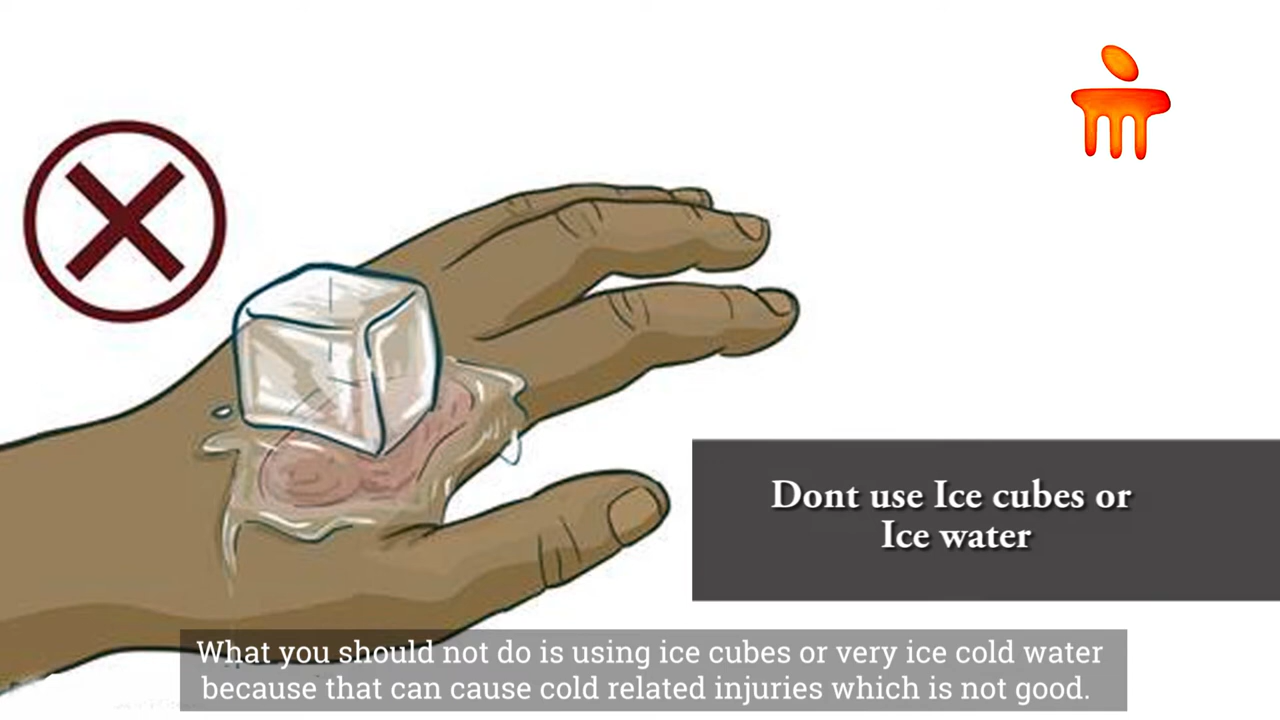 Dont use Ice cubes or
Ice water
What you should not do is using ice cubes or very ice cold water
because that can cause cold related injuries which is not good.